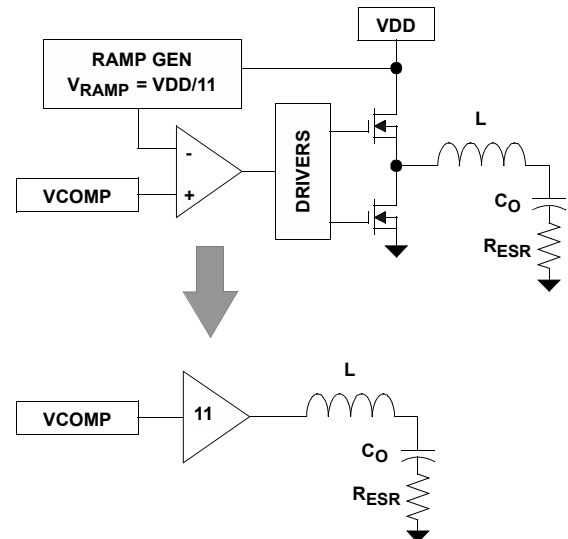 VDD
RAMP GEN
VRAMP = VDD/11
L
-
+
VCOMP
DRIVERS
CO
RESR
L
VCOMP
11
CO
RESR